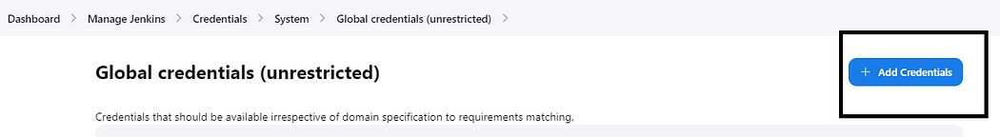 Dashboard > Manage Jenkins > Credentials > System > Global credentials (unrestricted) >
Global credentials (unrestricted)
+ Add Credentials
Credentials that should be available irrespective of domain specification to requirements matching.